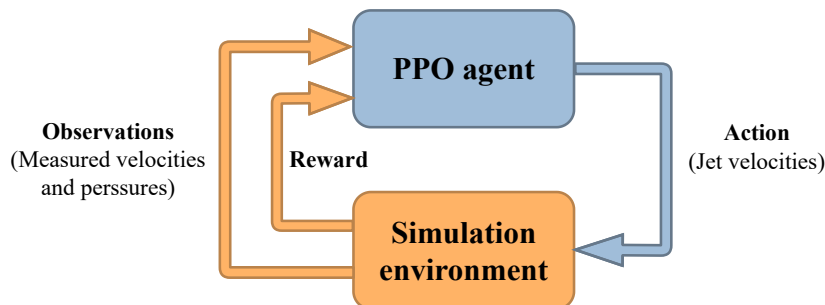 PPO agent
Observations
(Measured velocities
and perssures)
Reward
Action
(Jet velocities)
Simulation
environment